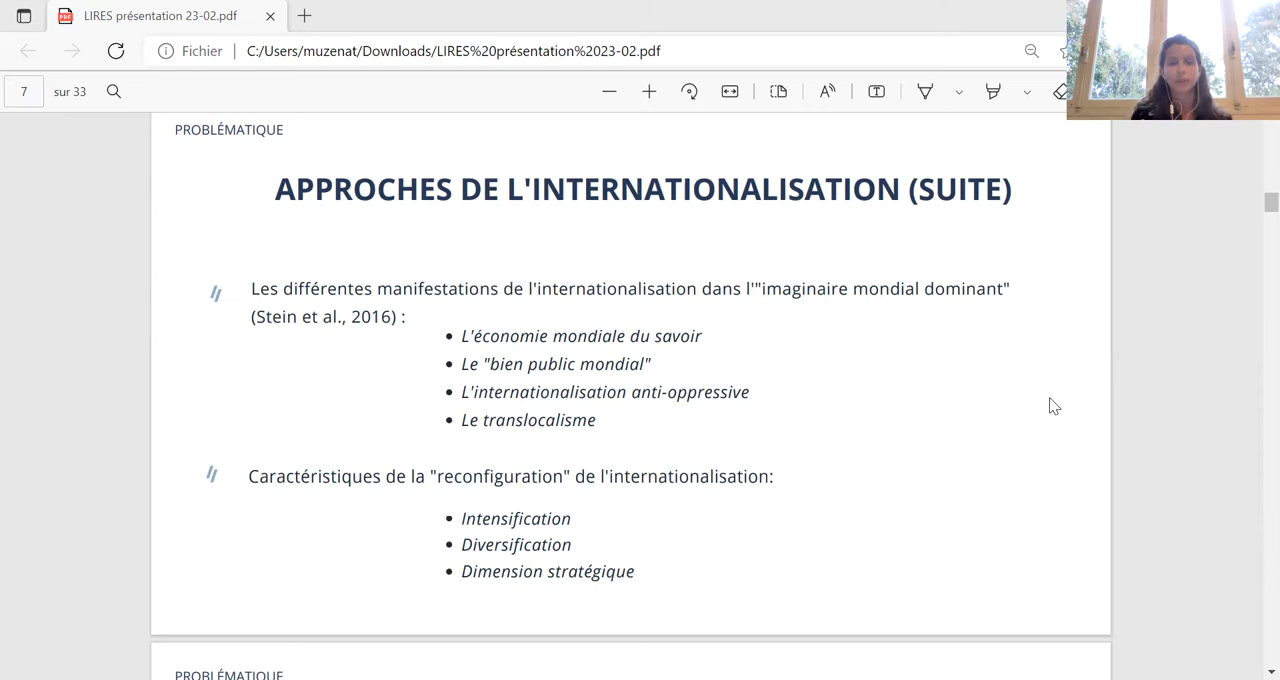 LIRES présentation 23-02.pdf
PDF
Fichier
C:/Users/muzenat/Downloads/LIRES%20présentation%2023-02.pdf
7 sur 33
PROBLÉMATIQUE
APPROCHES DE L'INTERNATIONALISATION (SUITE)
Les différentes manifestations de l'internationalisation dans l'"imaginaire mondial dominant"
(Stein et al., 2016) :
• L'économie mondiale du savoir
• Le "bien public mondial"
• L'internationalisation anti-oppressive
• Le translocalisme
Caractéristiques de la "reconfiguration" de l'internationalisation:
• Intensification
• Diversification
• Dimension stratégique
PROBLÉMATIQUE